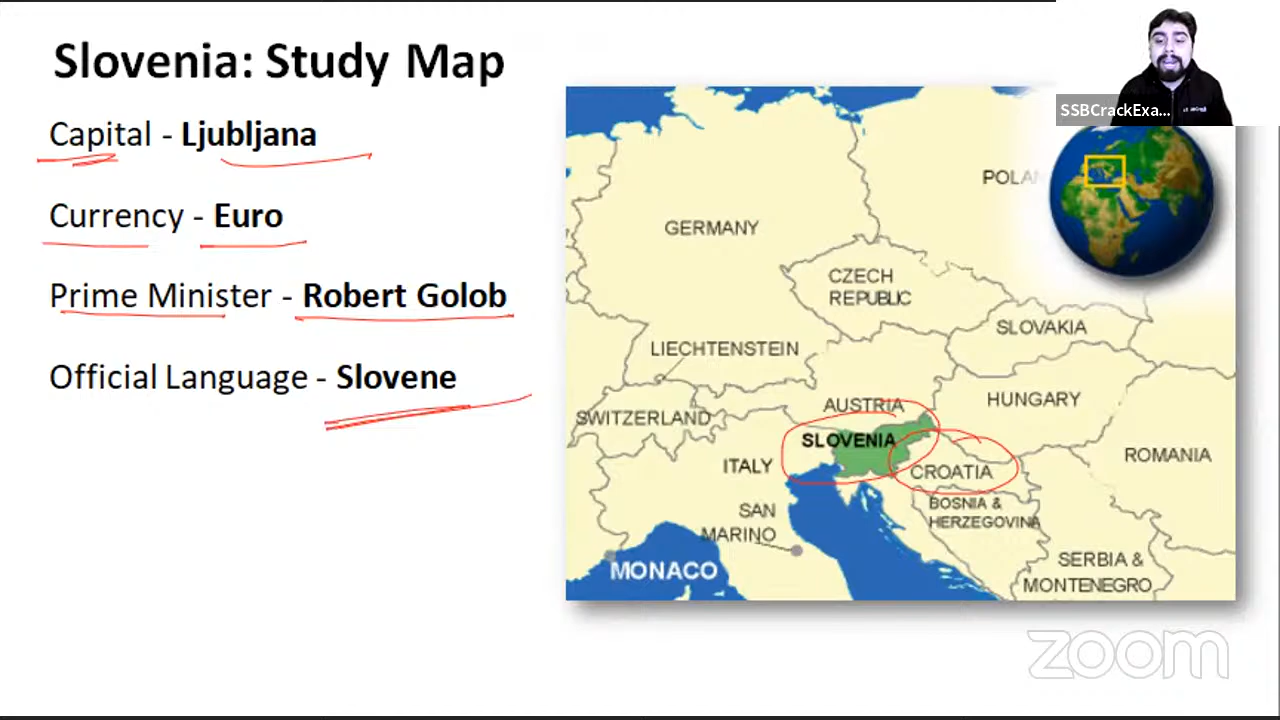 Slovenia: Study Map
Capital - Ljubljana
Currency - Euro
Prime Minister - Robert Golob
Official Language - Slovene
SSBCrackExa...
POLAN
GERMANY
CZECH
REPUBLIC
SLOVAKIA
LIECHTENSTEIN
AUSTRIA
HUNGARY
SWITZERLAND
SLOVENIA
ITALY
CROATIA
ROMANIA
SAN
MARINO
BOSNIA &
HERZEGOVINA
MONACO
SERBIA &
MONTENEGRO
zoom